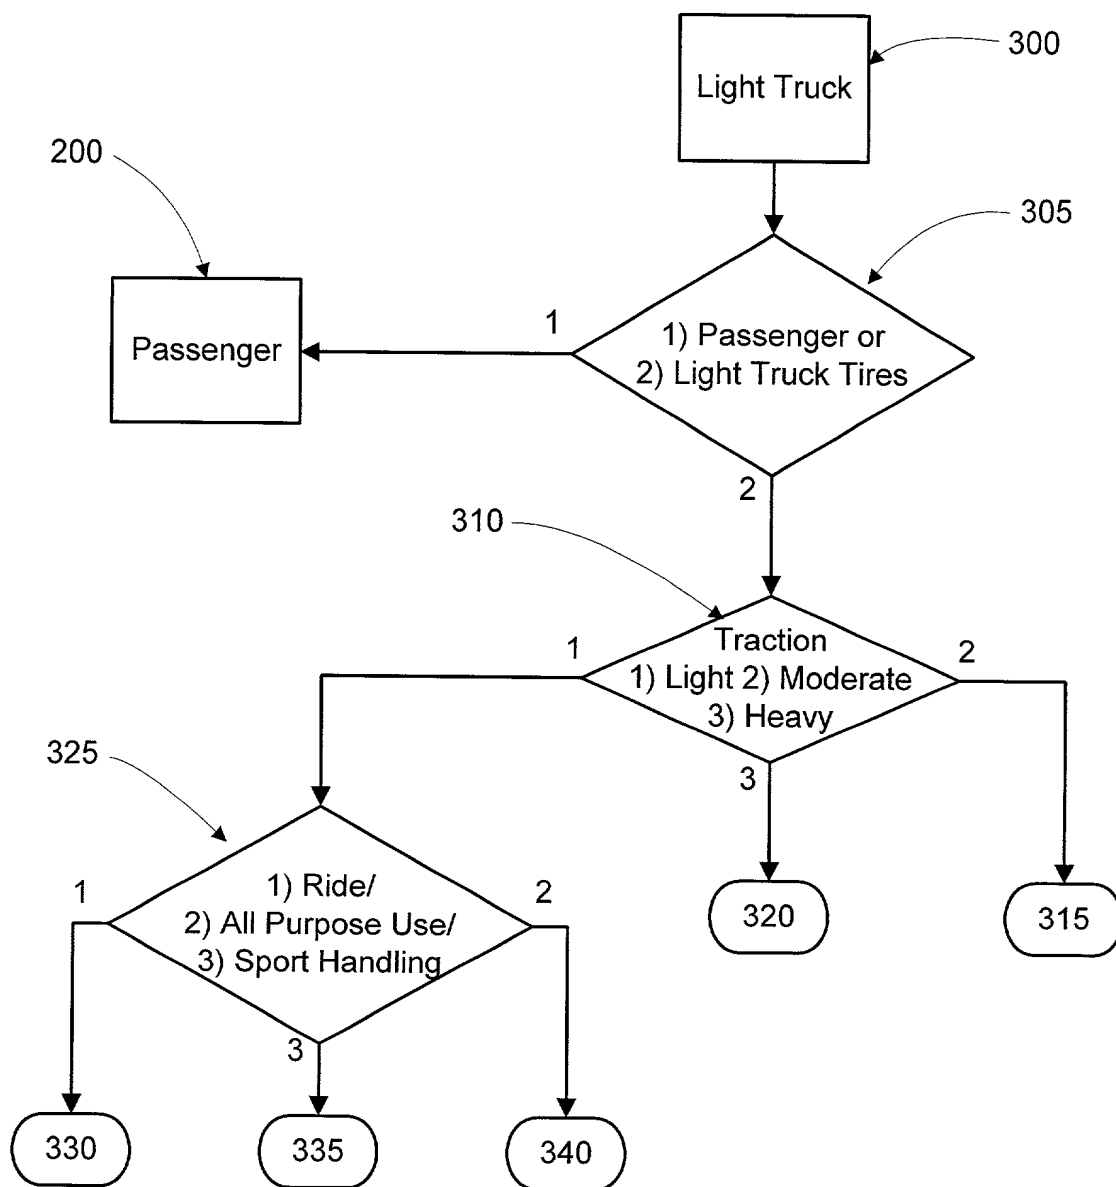 300
Light Truck
200
305
Passenger
1
1) Passenger or
2) Light Truck Tires
2
310
1
Traction
1) Light 2) Moderate
3) Heavy
2
3
325
1
1) Ride/
2) All Purpose Use/
3) Sport Handling
2
3
320
315
330
335
340